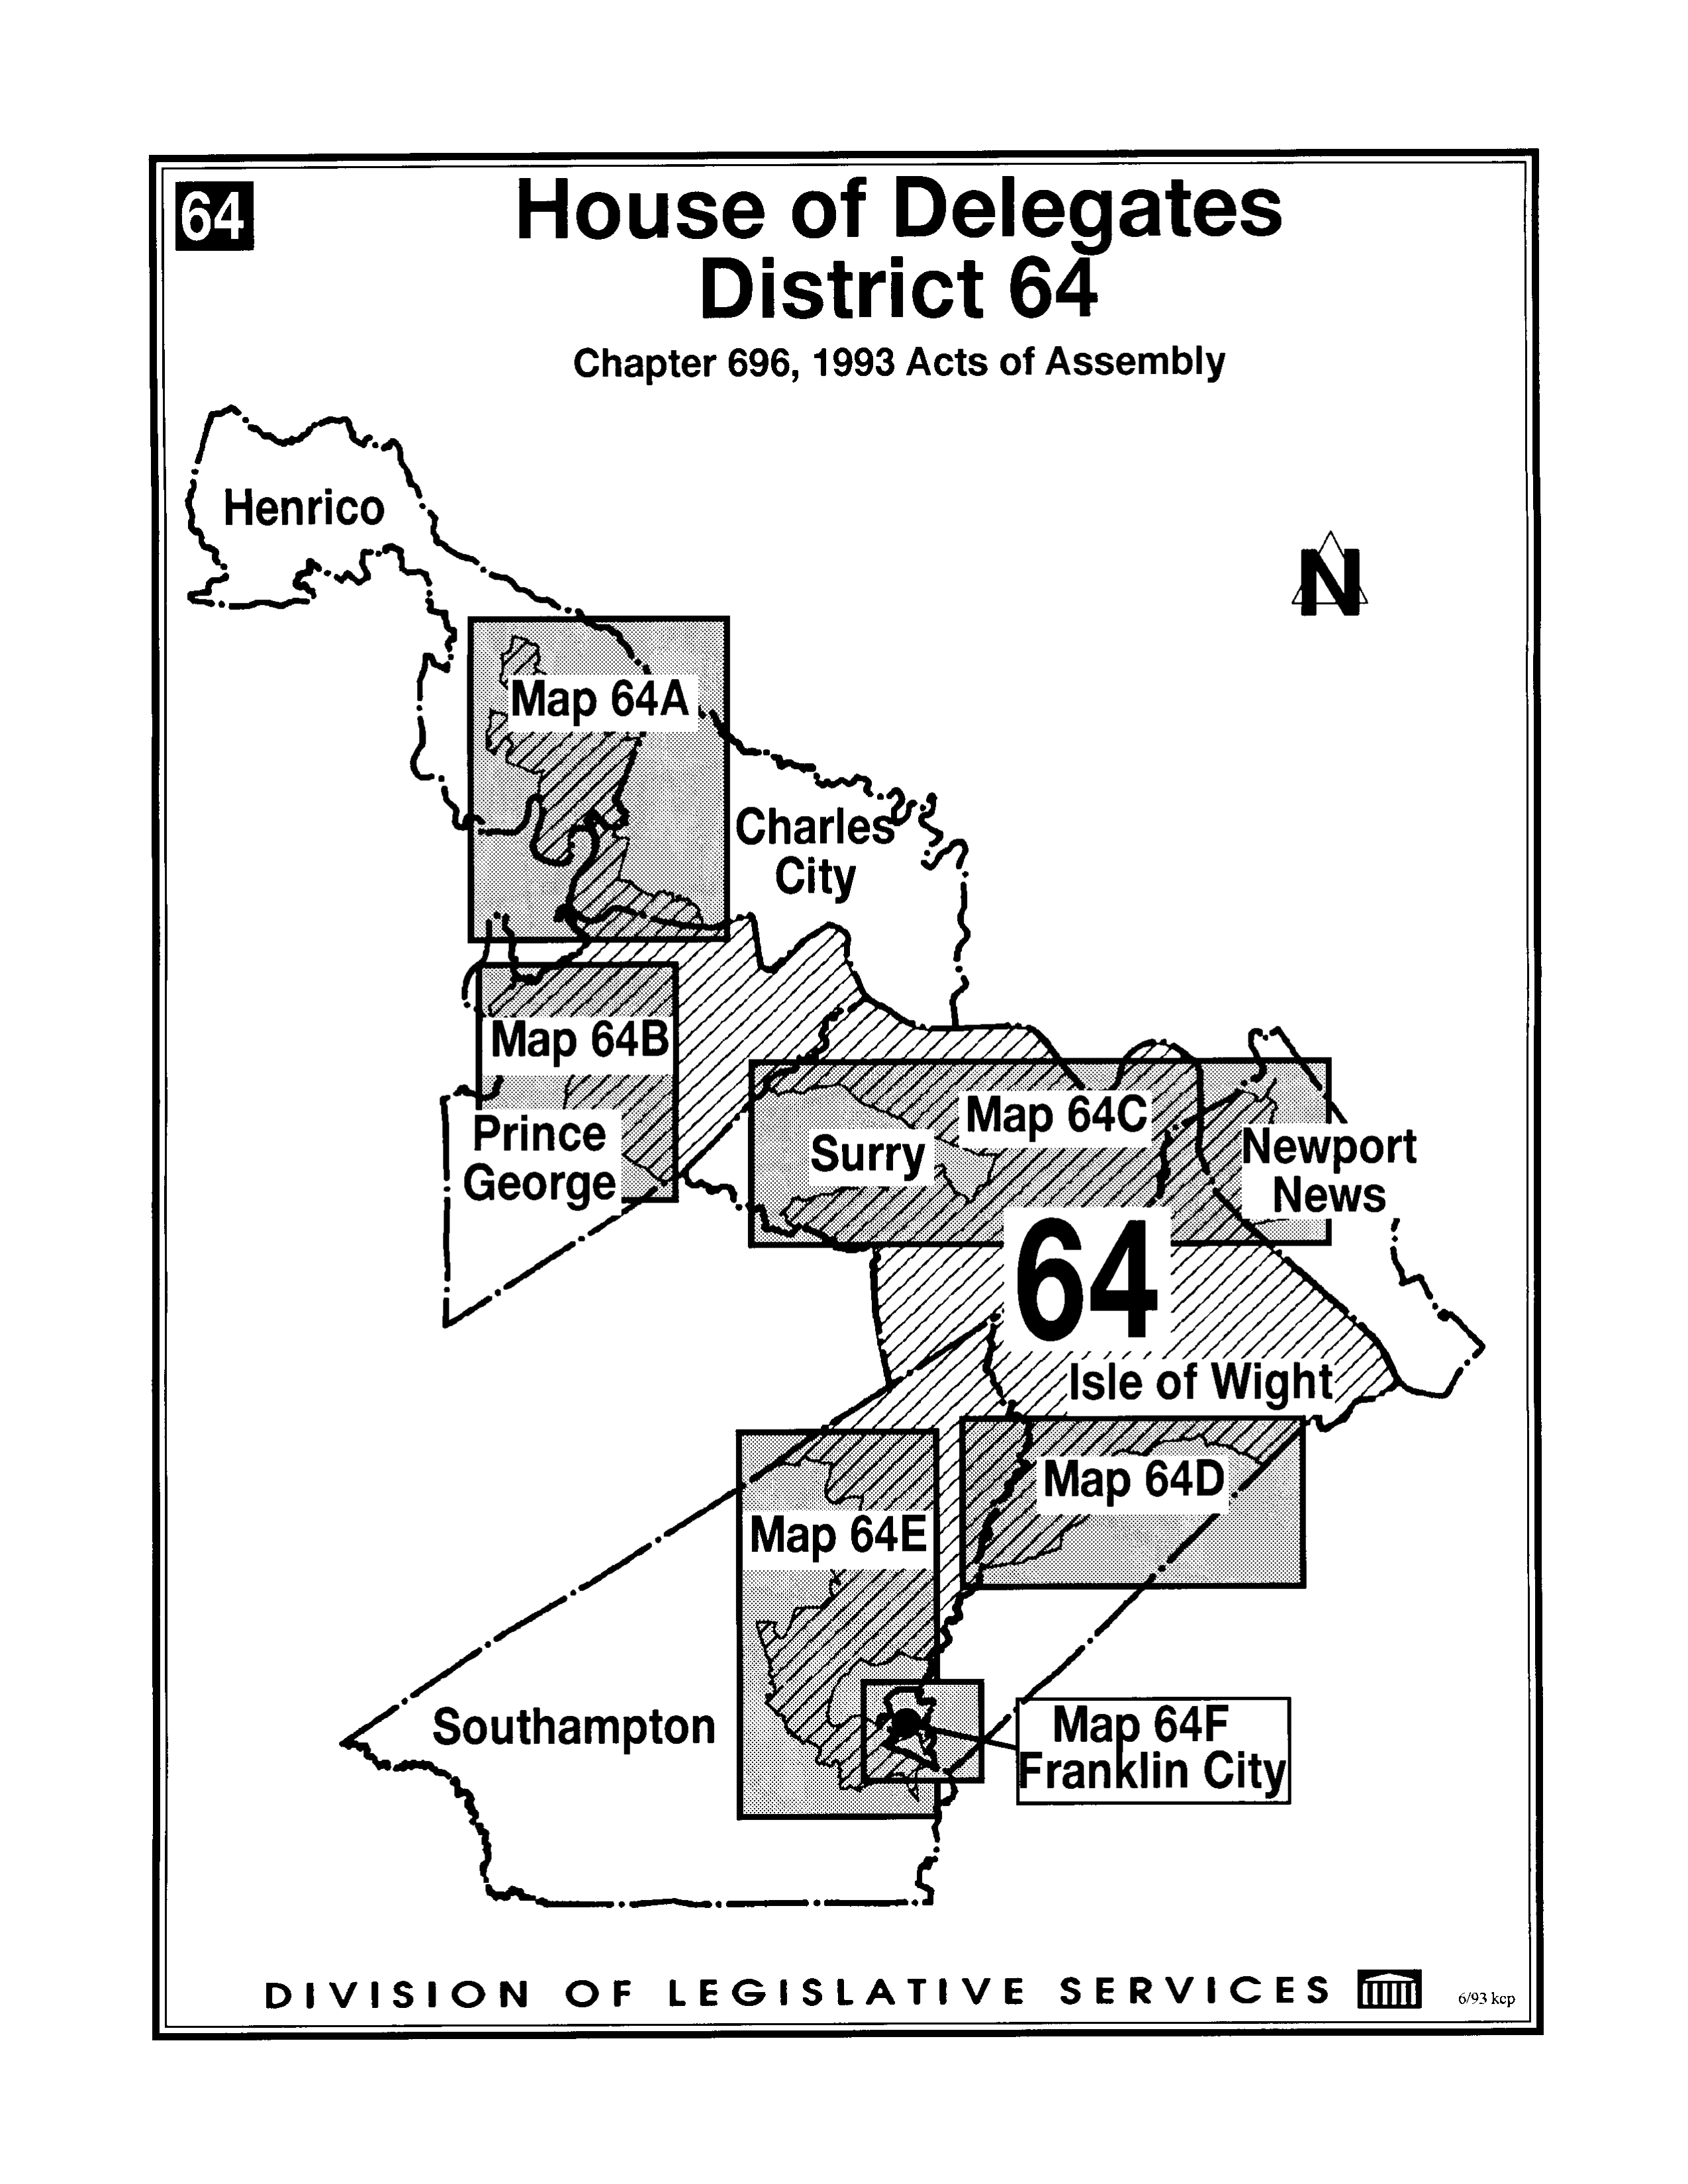 64
House of Delegates
District 64
Chapter 696, 1993 Acts of Assembly
Henrico
N
Map 64A
Charles
City
Map 64B
Map 64C
Prince
George
Surry
Newport
News
64
Isle of Wight
Map 64D
Map 64E
Southampton
Map 64F
Franklin City
DIVISION OF LEGISLATIVE SERVICES
6/93 kcp